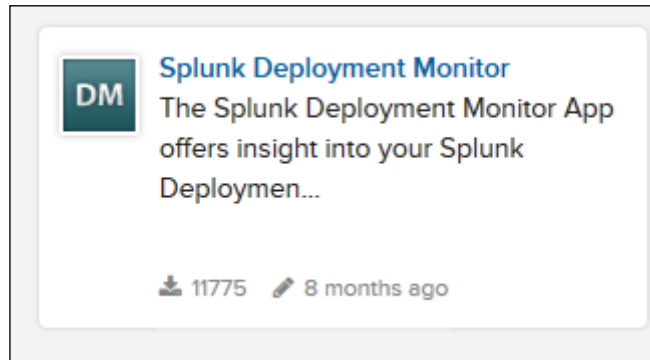 DM
Splunk Deployment Monitor
The Splunk Deployment Monitor App
offers insight into your Splunk
Deploymen...
11775 8 months ago